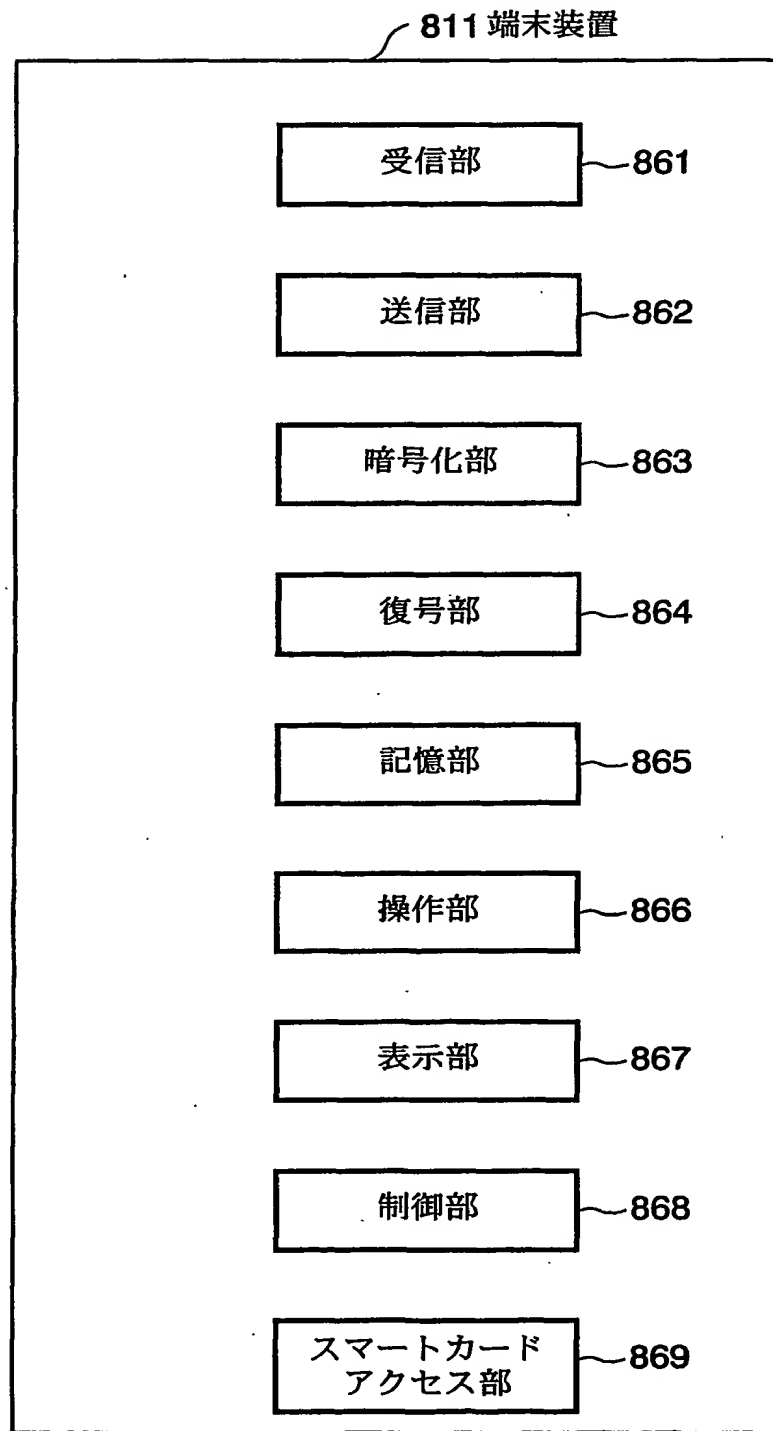 811 端末装置
受信部 861
送信部 862
暗号化部 863
復号部 864
記憶部 865
操作部 866
表示部 867
制御部 868
スマートカード
アクセス部 869